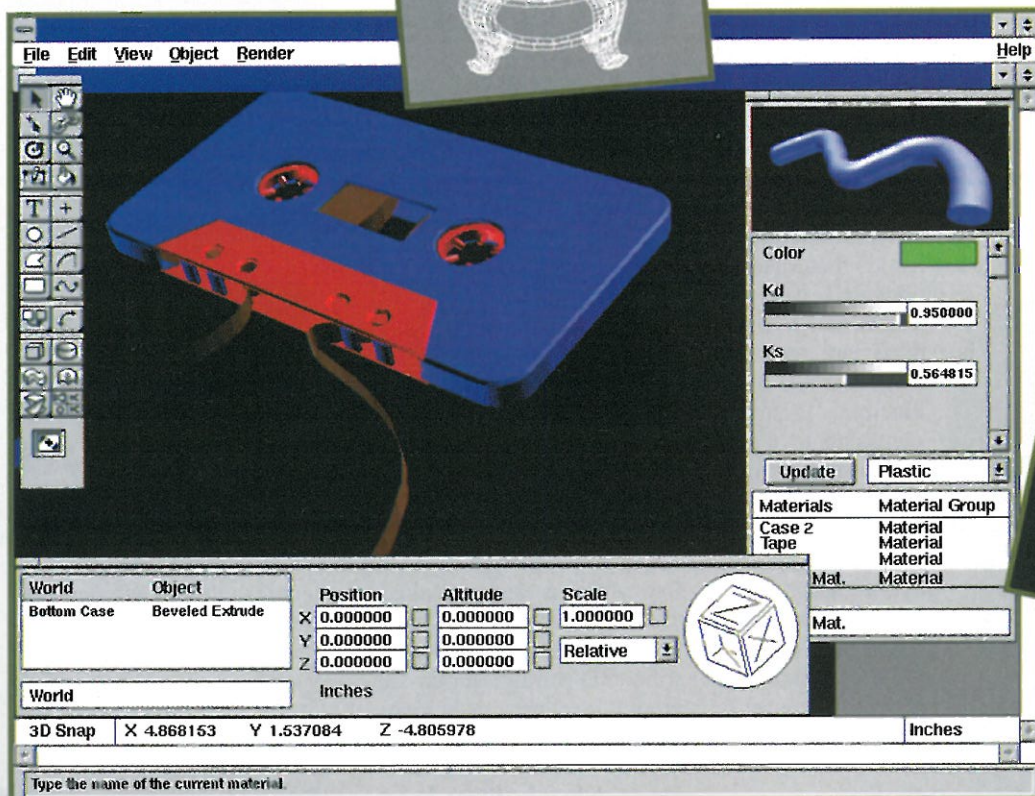 File Edit View Object Render Help
T
Color
Kd
0.950000
Ks
0.564815
Update Plastic
Materials Material Group
Case 2 Material
Tape Material
Material
Mat. Material
Mat.
World Object
Bottom Case Beveled Extrude
World
Position Altitude Scale
X 0.000000 0.000000 1.000000
Y 0.000000 0.000000
Z 0.000000 0.000000
Relative
Inches
Z
Y X
3D Snap X 4.868153 Y 1.537084 Z -4.805978 Inches
Type the name of the current material.